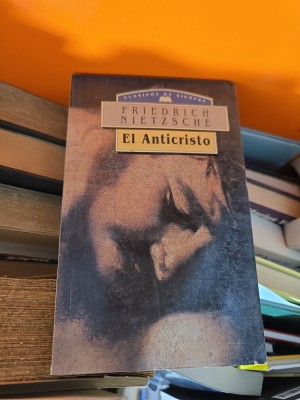 CLÁSICOS DE SIEMPRE
FRIEDRICH
NIETZSCHE
El Anticristo